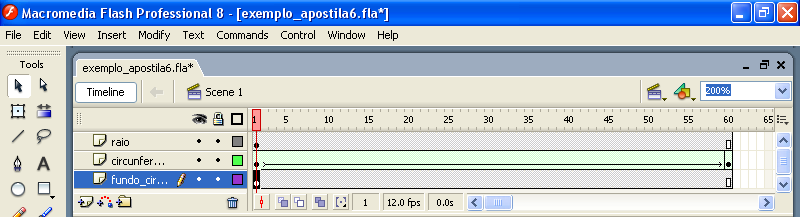 Macromedia Flash Professional 8 - [exemplo_apostila6.fla*]
File Edit View Insert Modify Text Commands Control Window Help
Tools
exemplo_apostila6.fla*
Timeline Scene 1 200%
1 5 10 15 20 25 30 35 40 45 50 55 60 65
raio
circunfer...
fundo_cir...
1 12.0 fps 0.0s
A